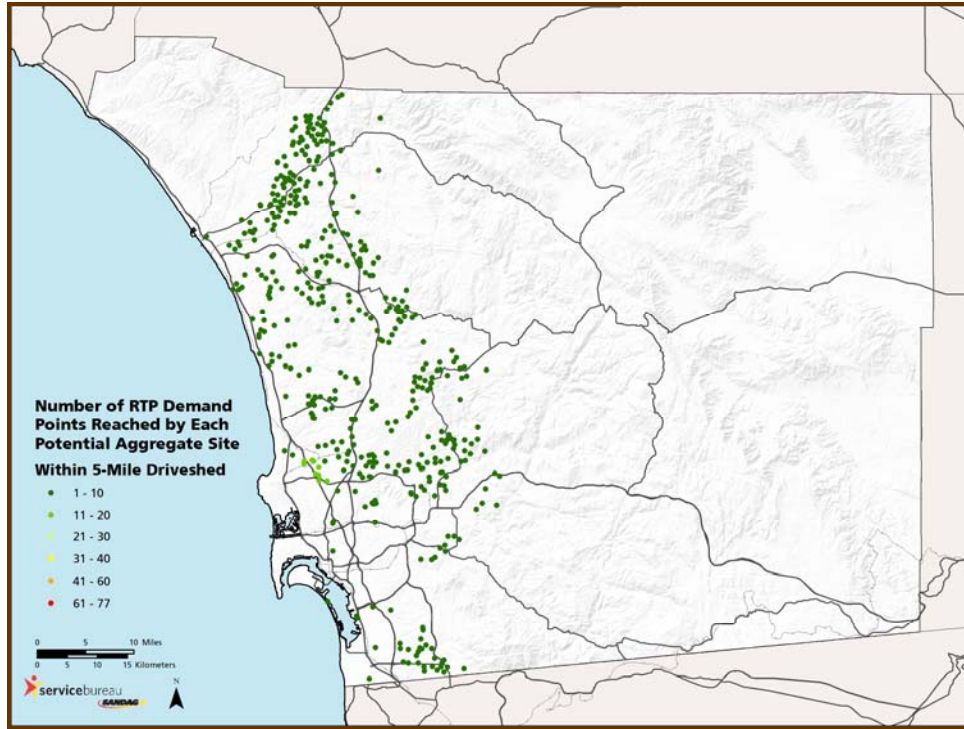 Number of RTP Demand
Points Reached by Each
Potential Aggregate Site
Within 5-Mile Driveshed
1 - 10
11 - 20
21 - 30
31 - 40
41 - 60
61 - 77
0 5 10 Miles
0 5 10 15 Kilometers
N
servicebureau
SANDAG